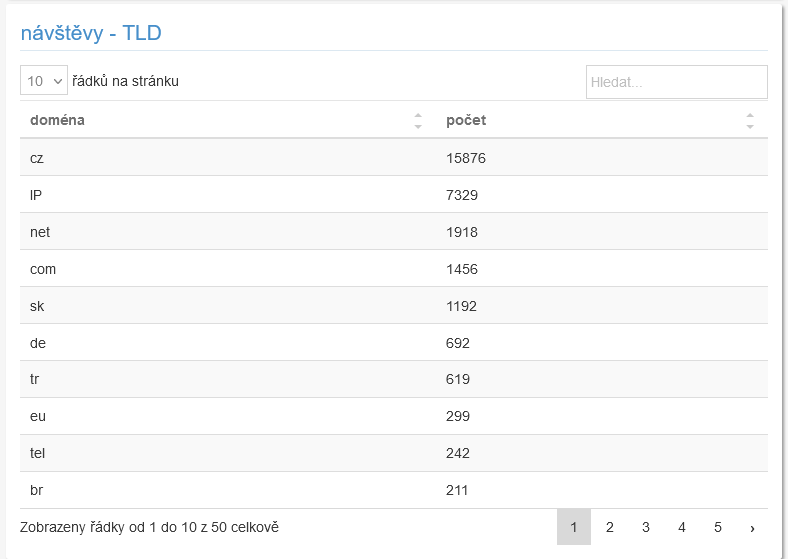 návštěvy - TLD
10 řádků na stránku Hledat...
doména počet
cz 15876
IP 7329
net 1918
com 1456
sk 1192
de 692
tr 619
eu 299
tel 242
br 211
Zobrazeny řádky od 1 do 10 z 50 celkově 1 2 3 4 5 ›